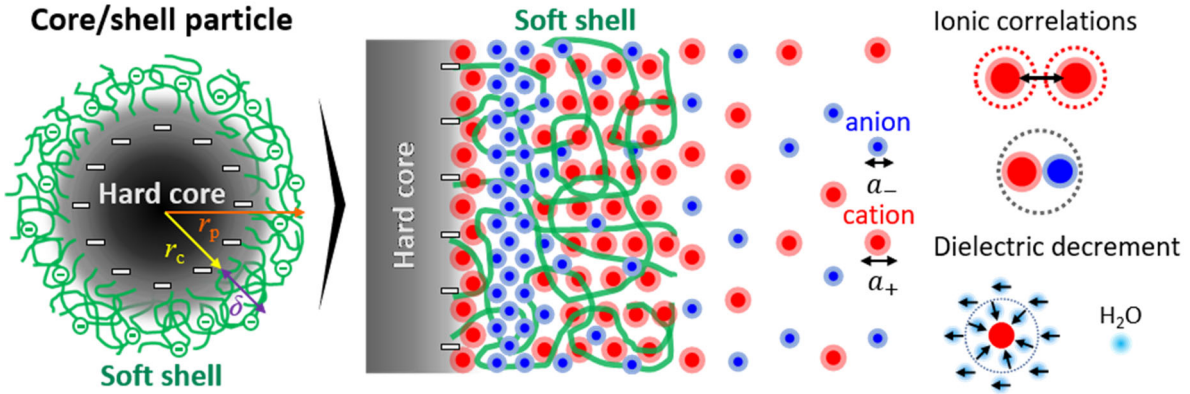 Core/shell particle
Hard core
r_p
r_c
δ
Soft shell
Soft shell
Hard core
anion
a_−
cation
a_+
Ionic correlations
Dielectric decrement
H₂O